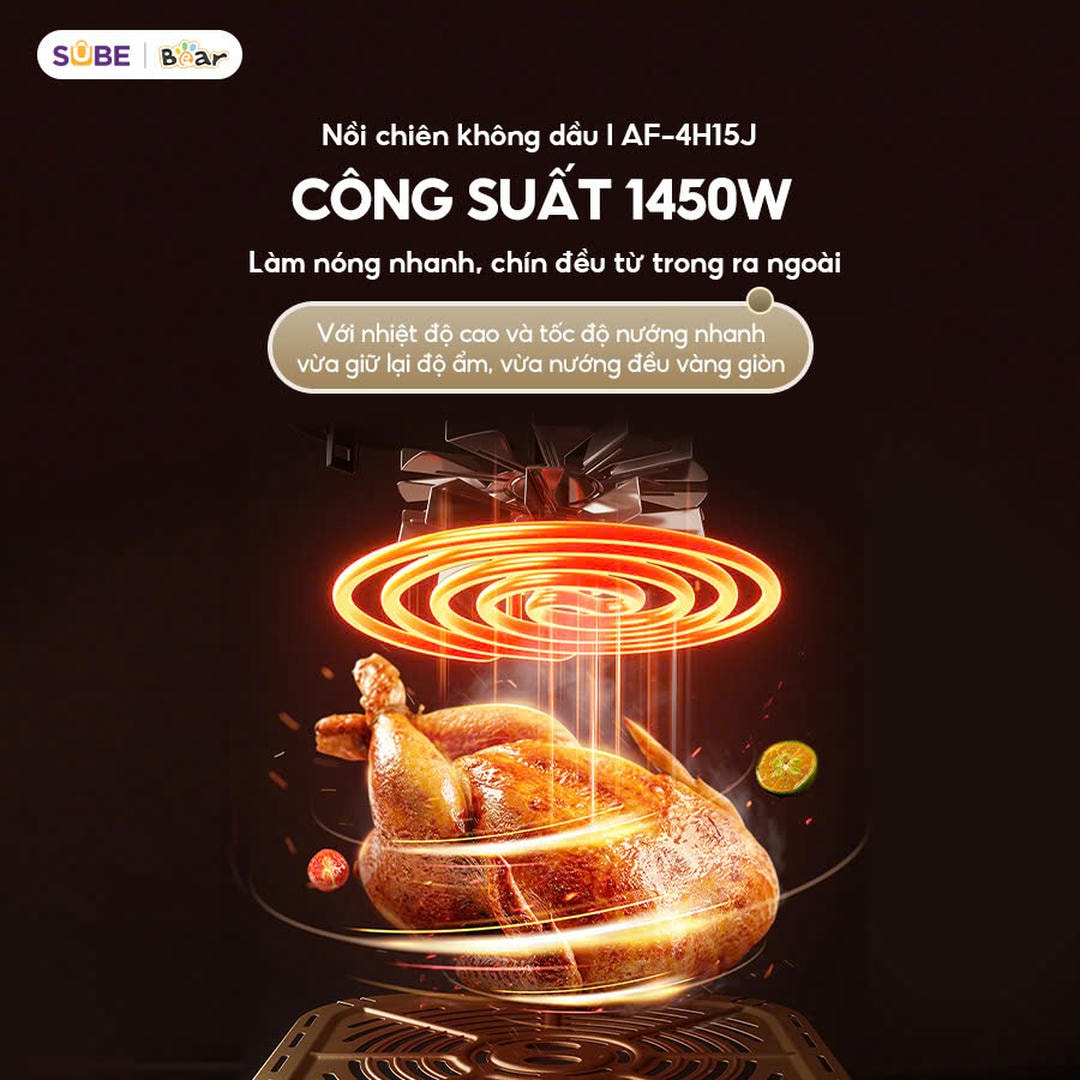 SUBE | Bear
Nồi chiên không dầu | AF-4H15J
CÔNG SUẤT 1450W
Làm nóng nhanh, chín đều từ trong ra ngoài
Với nhiệt độ cao và tốc độ nướng nhanh
vừa giữ lại độ ẩm, vừa nướng đều vàng giòn